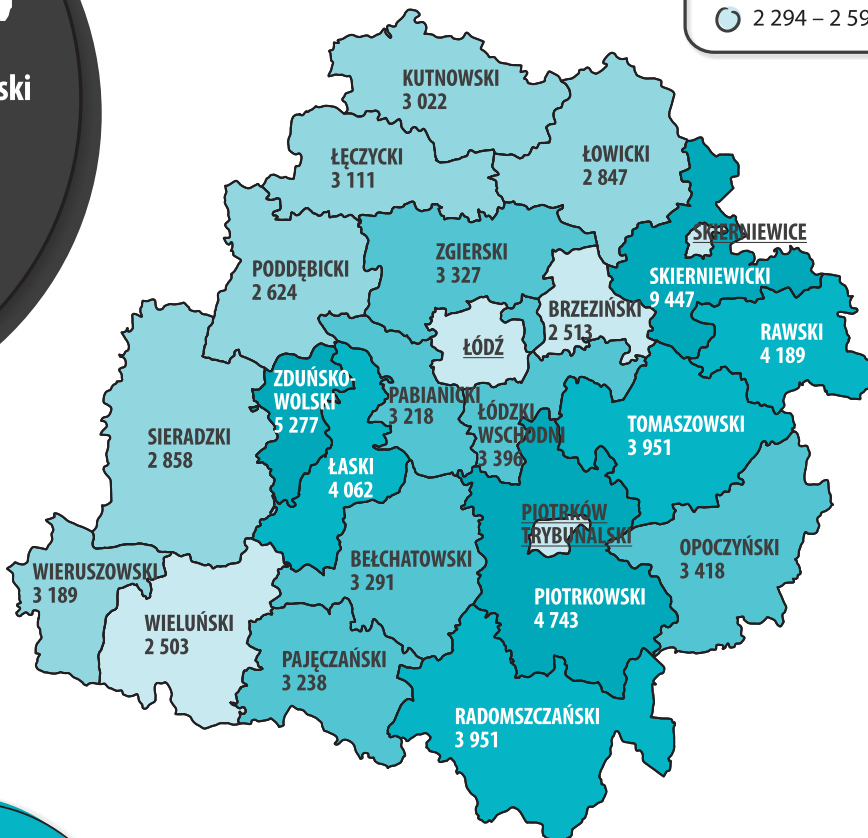 ski
2 294 – 2 59
KUTNOWSKI
3 022
ŁĘCZYCKI
3 111
ŁOWICKI
2 847
SKIERNIEWICE
ZGIERSKI
3 327
PODDĘBICKI
2 624
SKIERNIEWICKI
9 447
BRZEZIŃSKI
2 513
RAWSKI
4 189
ŁÓDŹ
ZDUŃSKO-
WOLSKI
5 277
PABIANICKI
3 218
ŁÓDZKI
WSCHODNI
3 396
TOMASZOWSKI
3 951
SIERADZKI
2 858
ŁASKI
4 062
PIOTRKÓW
TRYBUNALSKI
OPOCZYŃSKI
3 418
BEŁCHATOWSKI
3 291
WIERUSZOWSKI
3 189
PIOTRKOWSKI
4 743
WIELUŃSKI
2 503
PAJĘCZAŃSKI
3 238
RADOMSZCZAŃSKI
3 951